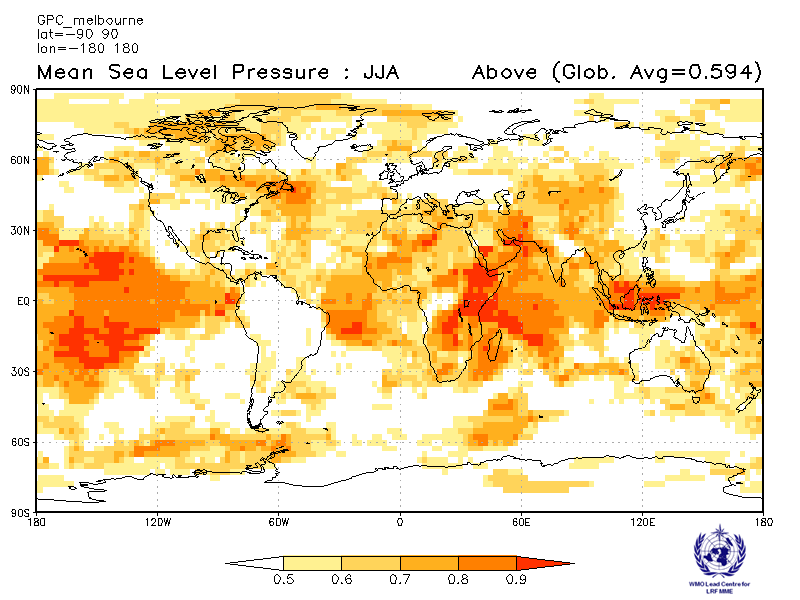 GPC_melbourne
lat=-90 90
lon=-180 180
Mean Sea Level Pressure : JJA Above (Glob. Avg=0.594)
90N
60N
30N
EQ
30S
60S
90S
180 120W 60W 0 60E 120E 180
0.5 0.6 0.7 0.8 0.9
WMO Lead Centre for
LRF MME